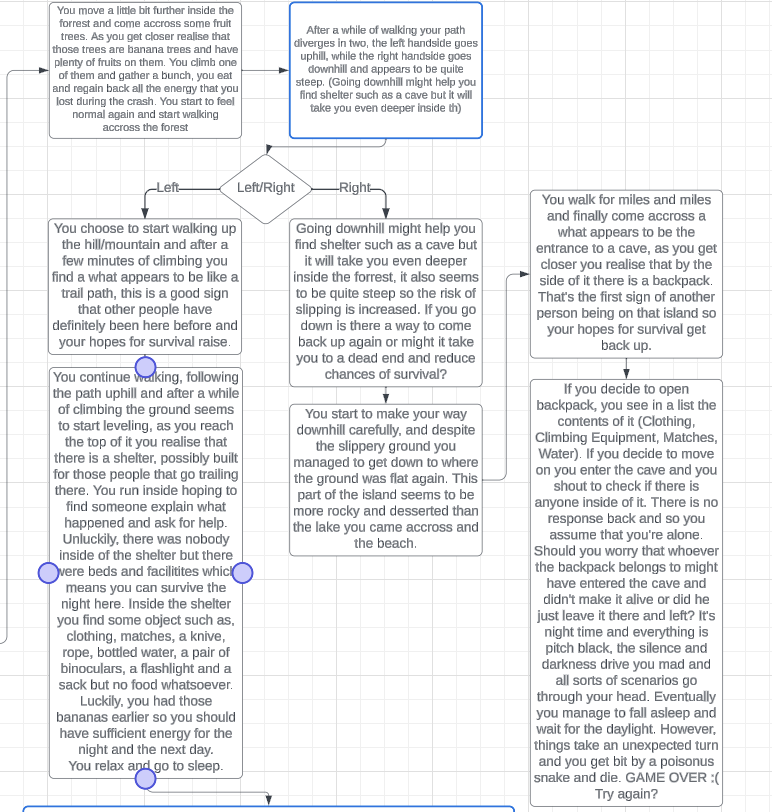 You move a little bit further inside the
forrest and come accross some fruit
trees. As you get closer realise that
those trees are banana trees and have
plenty of fruits on them. You climb one
of them and gather a bunch, you eat
and regain back all the energy that you
lost during the crash. You start to feel
normal again and start walking
accross the forest
After a while of walking your path
diverges in two, the left handside goes
uphill, while the right handside goes
downhill and appears to be quite
steep. (Going downhill might help you
find shelter such as a cave but it will
take you even deeper inside th)
Left
Left/Right
Right
You choose to start walking up
the hill/mountain and after a
few minutes of climbing you
find a what appears to be like a
trail path, this is a good sign
that other people have
definitely been here before and
your hopes for survival raise.
You continue walking, following
the path uphill and after a while
of climbing the ground seems
to start leveling, as you reach
the top of it you realise that
there is a shelter, possibly built
for those people that go trailing
there. You run inside hoping to
find someone explain what
happened and ask for help.
Unluckily, there was nobody
inside of the shelter but there
were beds and facilitites which
means you can survive the
night here. Inside the shelter
you find some object such as,
clothing, matches, a knive,
rope, bottled water, a pair of
binoculars, a flashlight and a
sack but no food whatsoever.
Luckily, you had those
bananas earlier so you should
have sufficient energy for the
night and the next day.
You relax and go to sleep.
Going downhill might help you
find shelter such as a cave but
it will take you even deeper
inside the forrest, it also seems
to be quite steep so the risk of
slipping is increased. If you go
down is there a way to come
back up again or might it take
you to a dead end and reduce
chances of survival?
You start to make your way
downhill carefully, and despite
the slippery ground you
managed to get down to where
the ground was flat again. This
part of the island seems to be
more rocky and desserted than
the lake you came accross and
the beach.
You walk for miles and miles
and finally come accross a
what appears to be the
entrance to a cave, as you get
closer you realise that by the
side of it there is a backpack.
That's the first sign of another
person being on that island so
your hopes for survival get
back up.
If you decide to open
backpack, you see in a list the
contents of it (Clothing,
Climbing Equipment, Matches,
Water). If you decide to move
on you enter the cave and you
shout to check if there is
anyone inside of it. There is no
response back and so you
assume that you're alone.
Should you worry that whoever
the backpack belongs to might
have entered the cave and
didn't make it alive or did he
just leave it there and left? It's
night time and everything is
pitch black, the silence and
darkness drive you mad and
all sorts of scenarios go
through your head. Eventually
you manage to fall asleep and
wait for the daylight. However,
things take an unexpected turn
and you get bit by a poisonus
snake and die. GAME OVER :(
Try again?